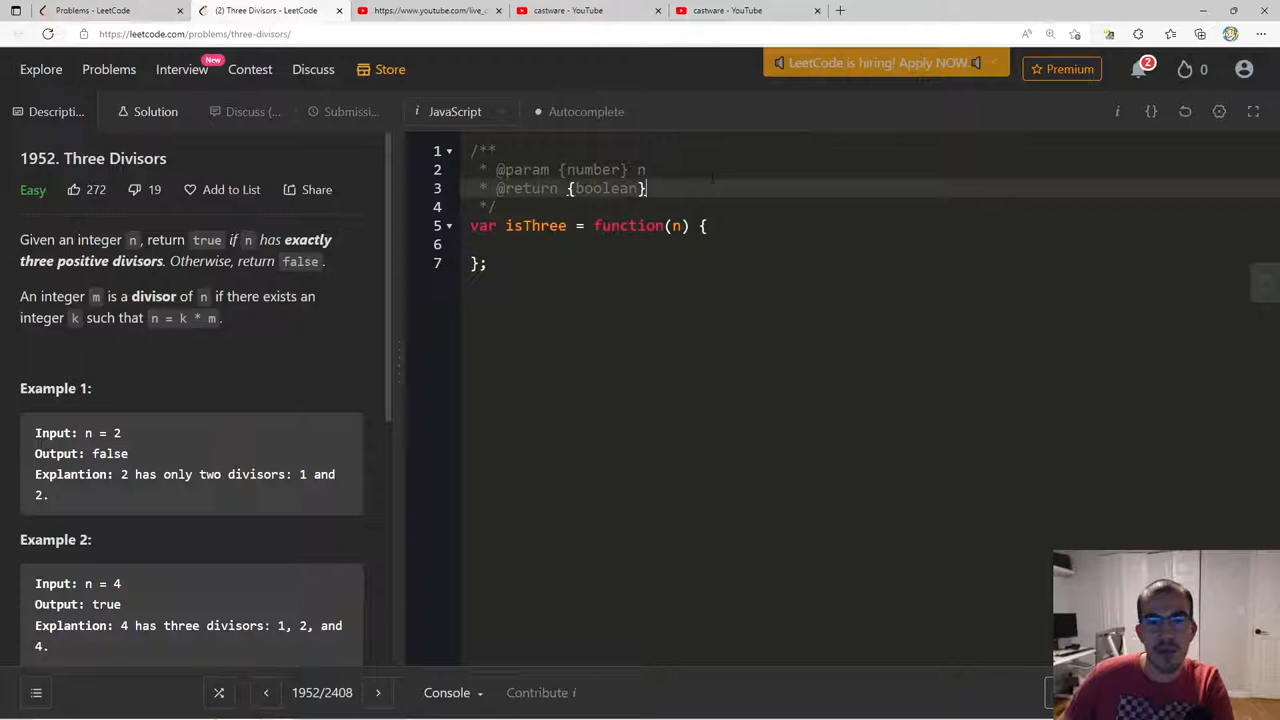 Problems - LeetCode
(2) Three Divisors - LeetCode
https://www.youtube.com/live_c
castware - YouTube
castware - YouTube
https://leetcode.com/problems/three-divisors/
Explore
Problems
Interview
New
Contest
Discuss
Store
LeetCode is hiring! Apply NOW.
Premium
2
0
Descripti...
Solution
Discuss (...
Submissi...
i JavaScript
Autocomplete
1952. Three Divisors
Easy
272
19
Add to List
Share
Given an integer n, return true if n has exactly
three positive divisors. Otherwise, return false.
An integer m is a divisor of n if there exists an
integer k such that n = k * m.
Example 1:
Input: n = 2
Output: false
Explantion: 2 has only two divisors: 1 and
2.
Example 2:
Input: n = 4
Output: true
Explantion: 4 has three divisors: 1, 2, and
4.
1 /**
2 * @param {number} n
3 * @return {boolean}
4 */
5 var isThree = function(n) {
6
7 };
1952/2408
Console
Contribute i